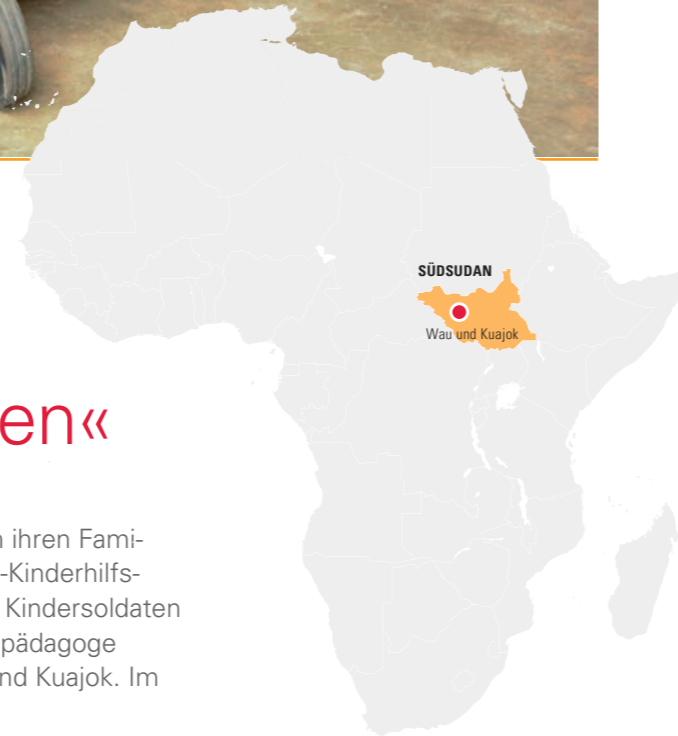 SÜDSUDAN
Wau und Kuajok
en«
ihren Fami-
-Kinderhilfs-
Kindersoldaten
pädagoge
nd Kuajok. Im